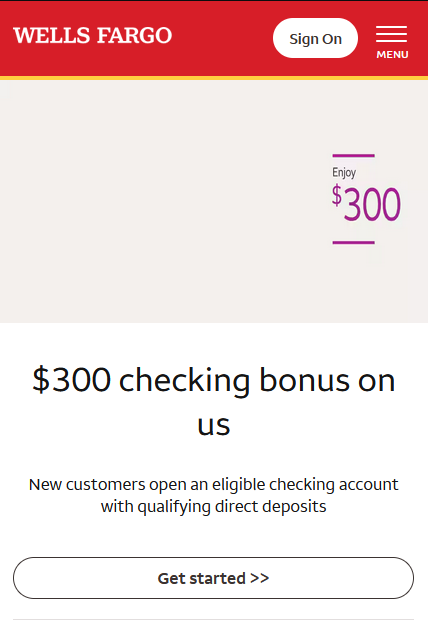 WELLS FARGO
Sign On
MENU
Enjoy
$300
$300 checking bonus on
us
New customers open an eligible checking account
with qualifying direct deposits
Get started >>